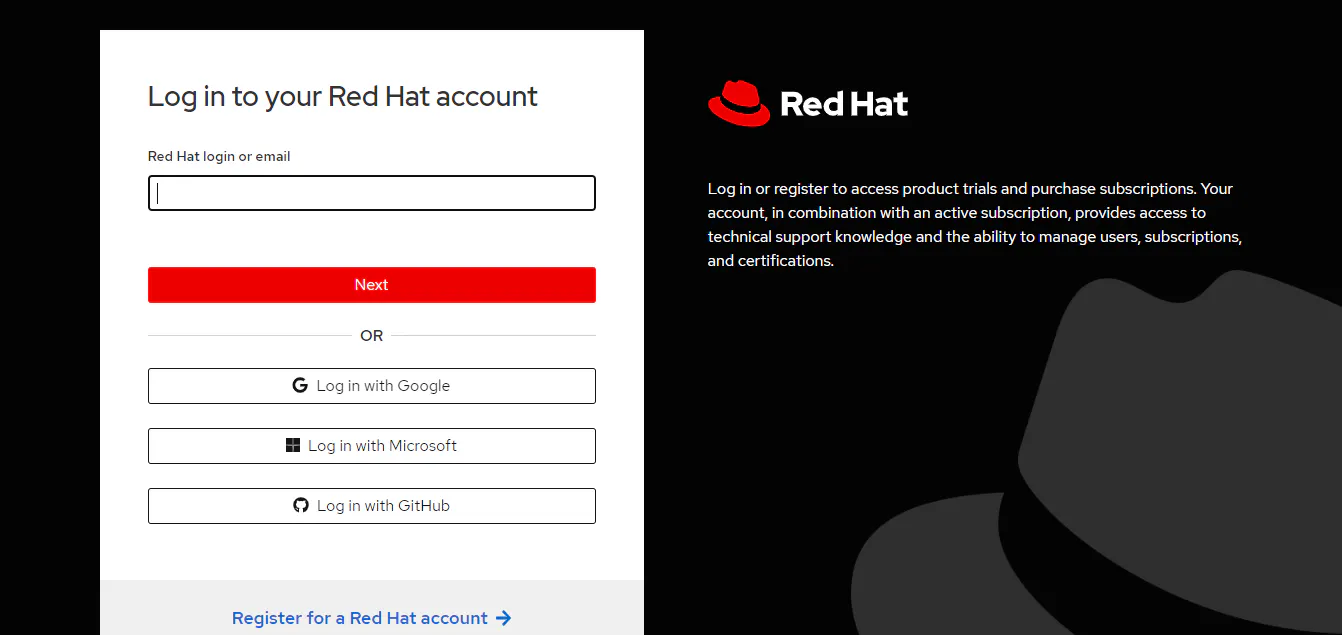 Log in to your Red Hat account
Red Hat login or email
Next
OR
Log in with Google
Log in with Microsoft
Log in with GitHub
Register for a Red Hat account
Red Hat
Log in or register to access product trials and purchase subscriptions. Your
account, in combination with an active subscription, provides access to
technical support knowledge and the ability to manage users, subscriptions,
and certifications.